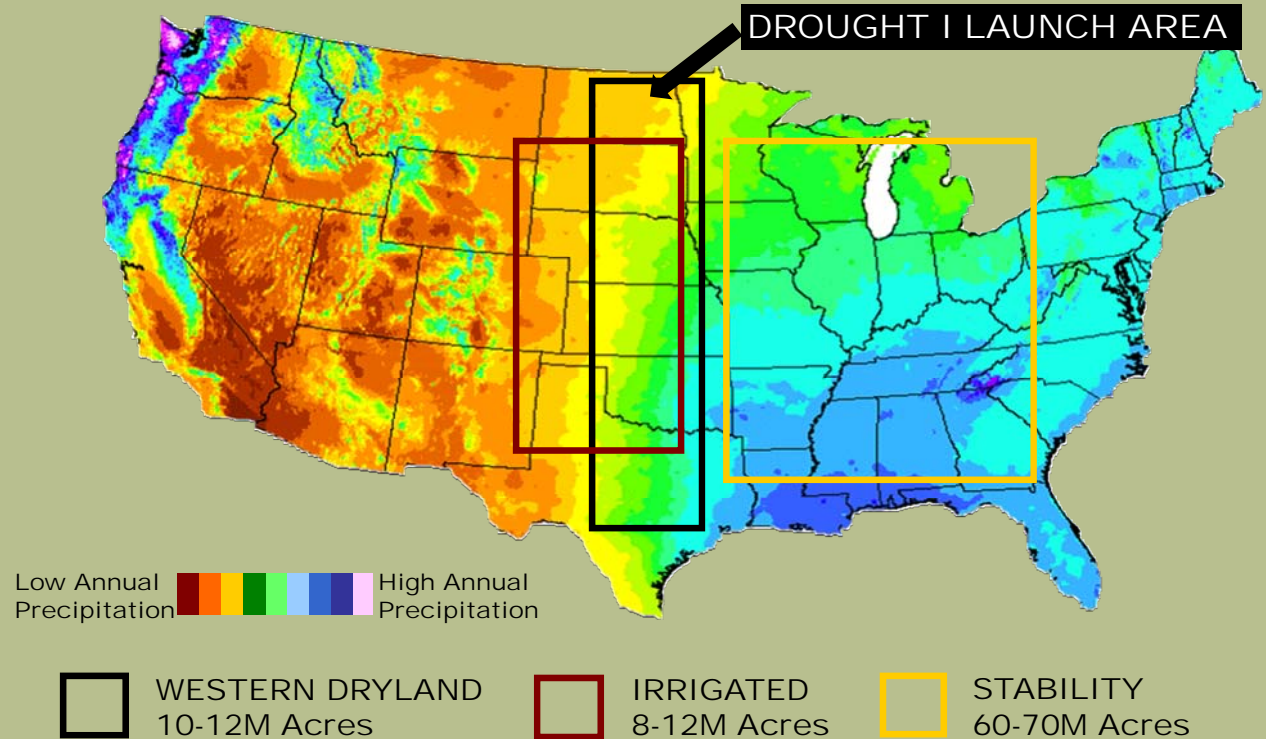 DROUGHT I LAUNCH AREA
Low Annual
Precipitation
High Annual
Precipitation
WESTERN DRYLAND
10-12M Acres
IRRIGATED
8-12M Acres
STABILITY
60-70M Acres